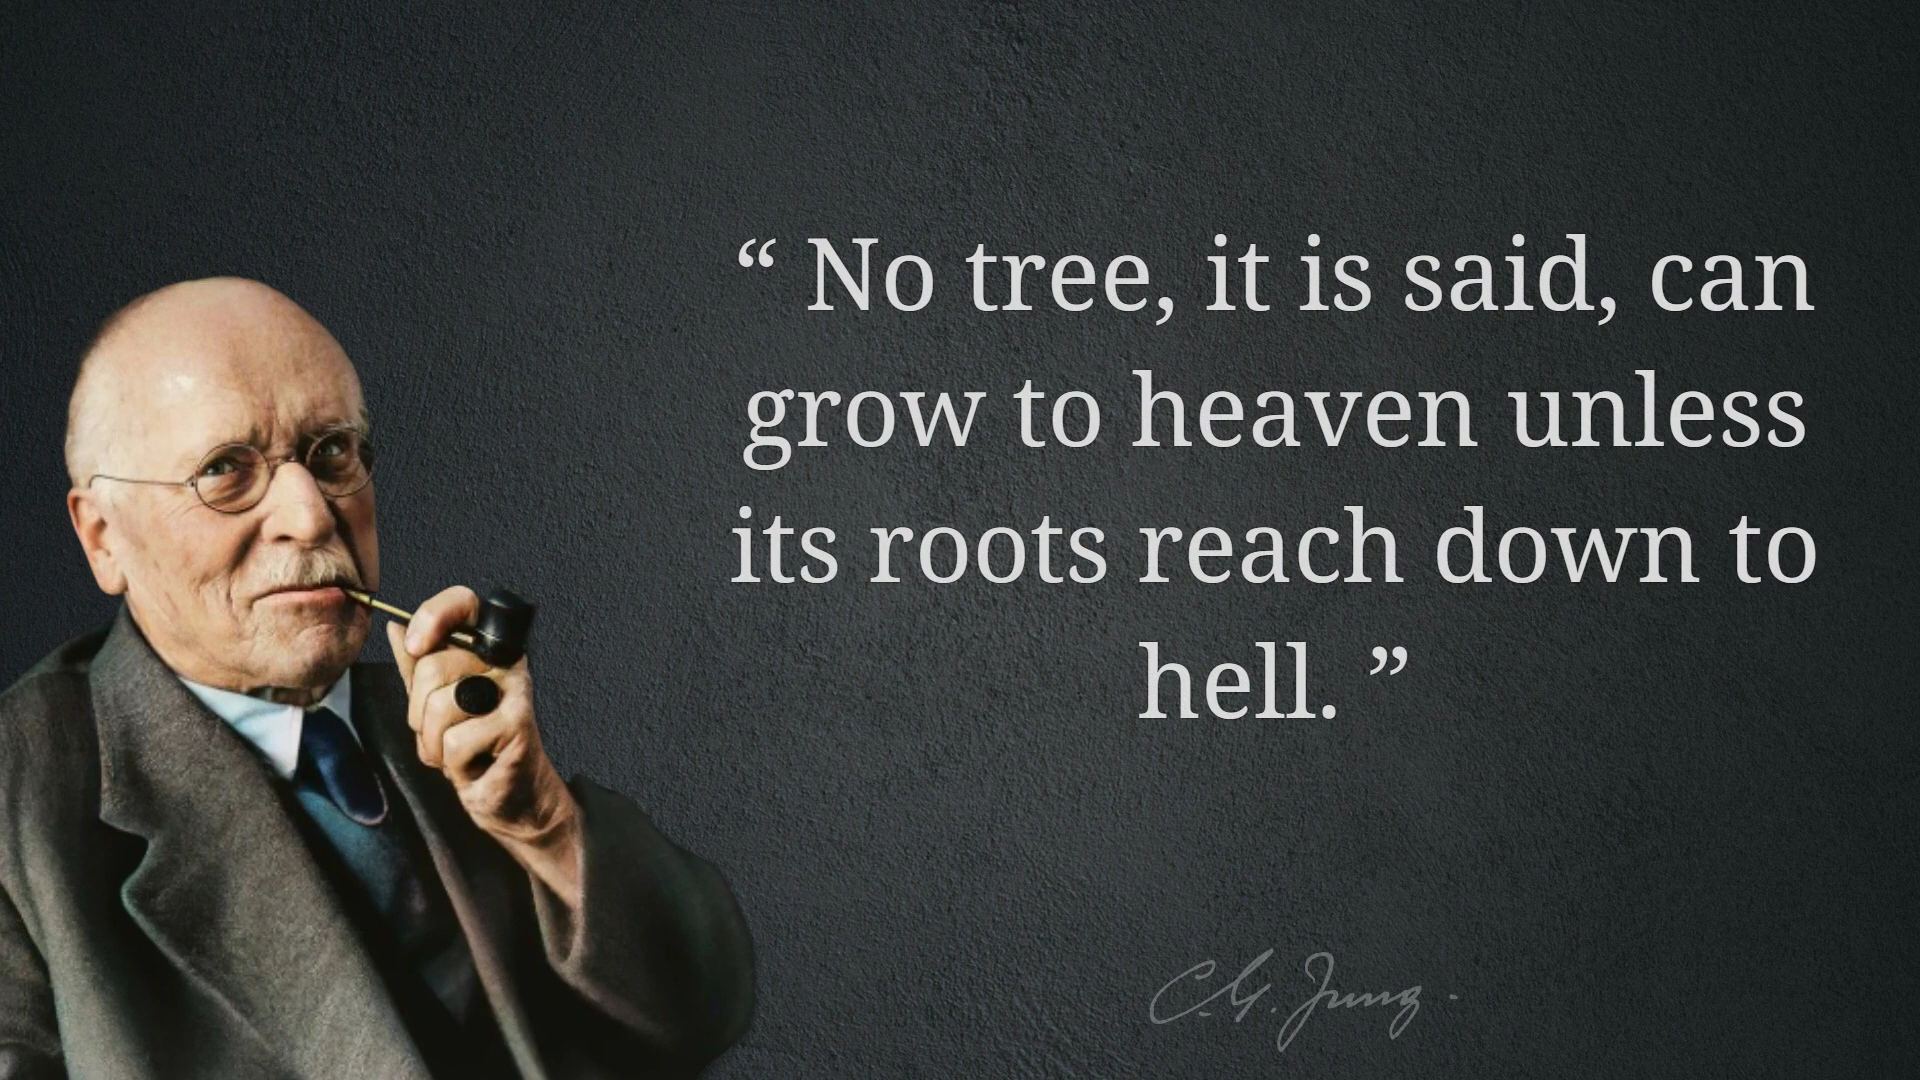 “ No tree, it is said, can
grow to heaven unless
its roots reach down to
hell. ”
C. G. Jung.